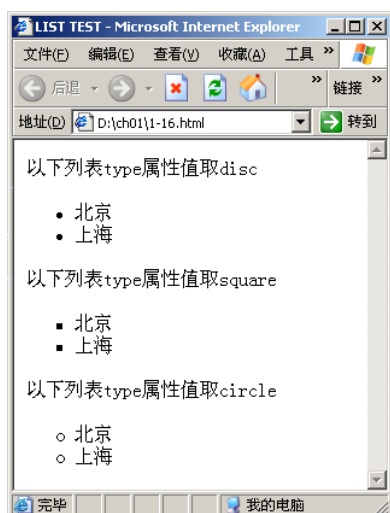 LIST TEST - Microsoft Internet Explorer
文件(F) 编辑(E) 查看(V) 收藏(A) 工具 »
后退 » 链接 »
地址(D) D:\ch01\1-16.html 转到
以下列表type属性值取disc
北京
上海
以下列表type属性值取square
北京
上海
以下列表type属性值取circle
北京
上海
完毕 我的电脑